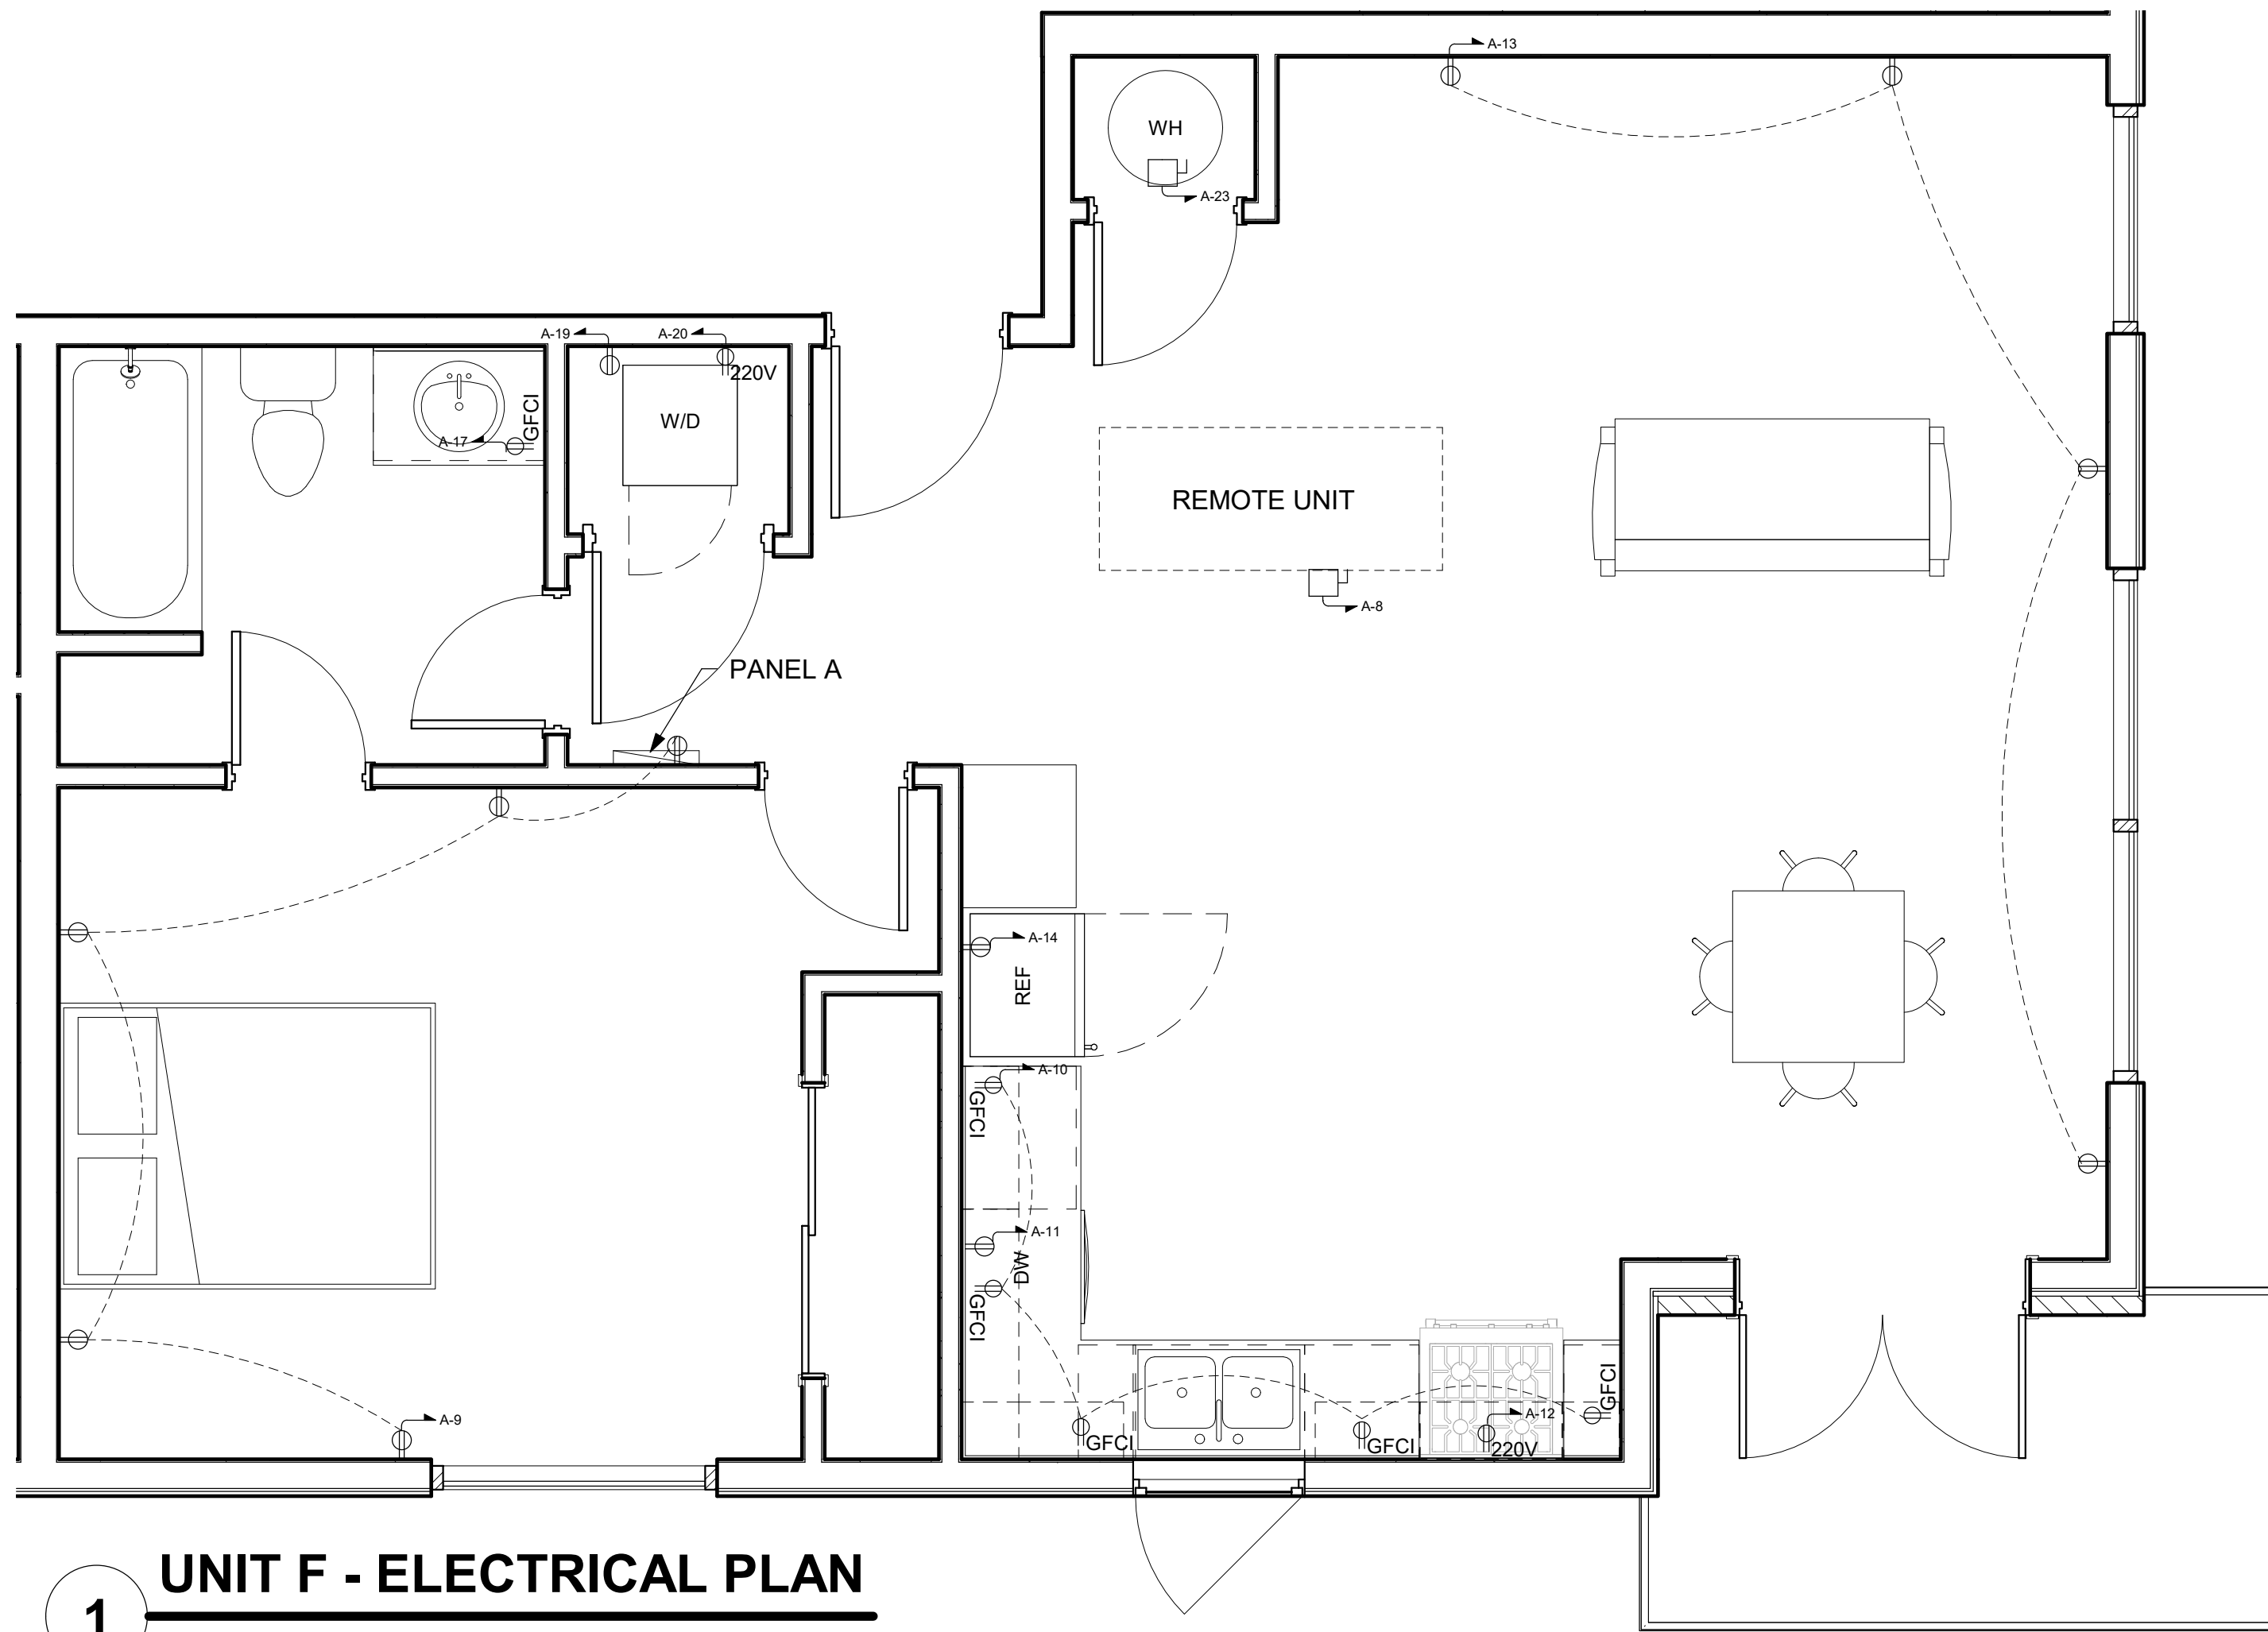 A-13
WH
A-23
A-19
A-20
220V
W/D
GFCI
A-17
REMOTE UNIT
A-8
PANEL A
A-14
REF
A-10
GFCI
A-11
DW
GFCI
GFCI
GFCI
A-12
220V
GFCI
A-9
UNIT F - ELECTRICAL PLAN
1